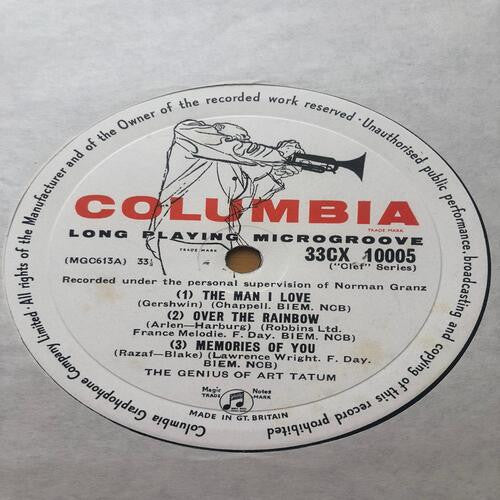 All rights of the Manufacturer and of the Owner of the recorded work reserved · Unauthorised public performance, broadcasting and copying of this record prohibited
COLUMBIA
TRADE MARK
LONG PLAYING MICROGROOVE
TRADE MARK
33CX 10005
(MGC613A) 33⅓
("Clef" Series)
Recorded under the personal supervision of Norman Granz
(1) THE MAN I LOVE
(Gershwin) (Chappell. BIEM. NCB)
(2) OVER THE RAINBOW
(Arlen-Harburg) (Robbins Ltd.
France Melodie. F. Day. BIEM. NCB)
(3) MEMORIES OF YOU
(Razaf-Blake) (Lawrence Wright. F. Day.
BIEM. NCB)
THE GENIUS OF ART TATUM
Magic Notes
TRADE MARK
MADE IN GT. BRITAIN
Columbia Graphophone Company Limited·